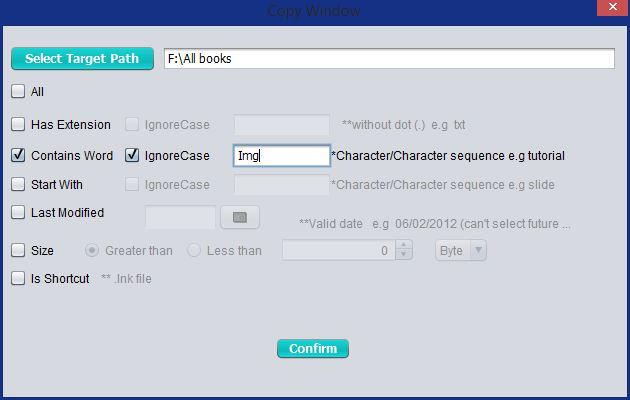 Copy Window
Select Target Path F:\All books
All
Has Extension IgnoreCase **without dot (.) e.g txt
Contains Word IgnoreCase Img *Character/Character sequence e.g tutorial
Start With IgnoreCase *Character/Character sequence e.g slide
Last Modified **Valid date e.g 06/02/2012 (can't select future ...
Size Greater than Less than 0 Byte
Is Shortcut ** .lnk file
Confirm